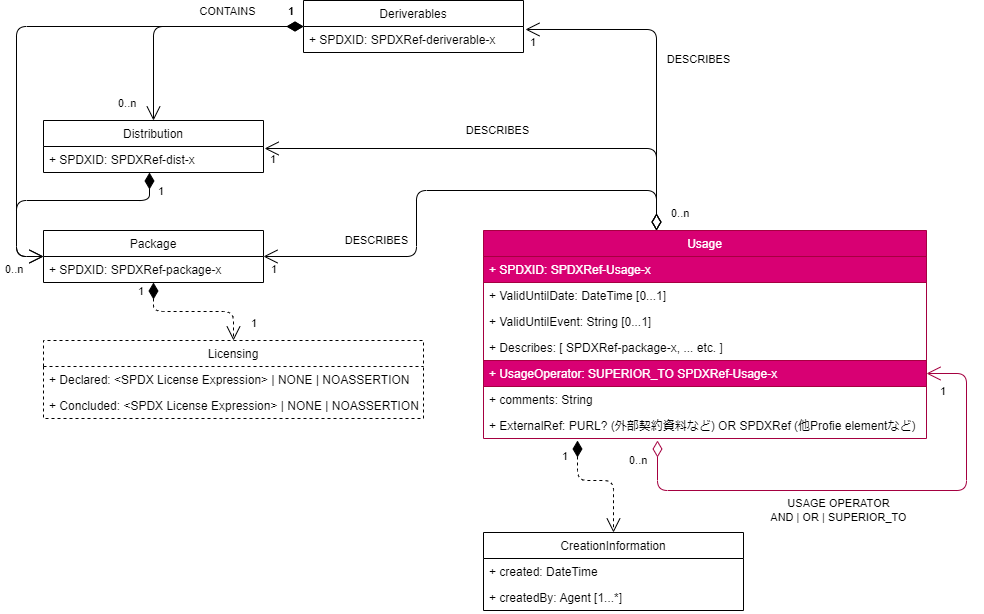 CONTAINS
1
Deriverables
+ SPDXID: SPDXRef-deriverable-x
1
DESCRIBES
0..n
Distribution
+ SPDXID: SPDXRef-dist-x
1
DESCRIBES
1
1
DESCRIBES
0..n
Package
+ SPDXID: SPDXRef-package-x
0..n
1
1
1
Licensing
+ Declared: <SPDX License Expression> | NONE | NOASSERTION
+ Concluded: <SPDX License Expression> | NONE | NOASSERTION
Usage
+ SPDXID: SPDXRef-Usage-x
+ ValidUntilDate: DateTime [0...1]
+ ValidUntilEvent: String [0...1]
+ Describes: [ SPDXRef-package-x, ... etc. ]
+ UsageOperator: SUPERIOR_TO SPDXRef-Usage-x
+ comments: String
+ ExternalRef: PURL? (外部契約資料など) OR SPDXRef (他Profie elementなど)
1
1
0..n
USAGE OPERATOR
AND | OR | SUPERIOR_TO
CreationInformation
+ created: DateTime
+ createdBy: Agent [1...*]